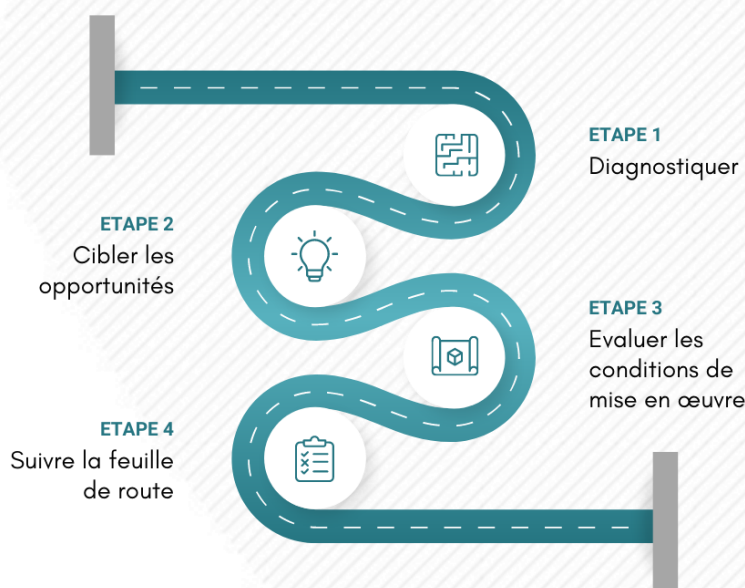 ETAPE 1
Diagnostiquer
ETAPE 2
Cibler les
opportunités
ETAPE 3
Evaluer les
conditions de
mise en œuvre
ETAPE 4
Suivre la feuille
de route